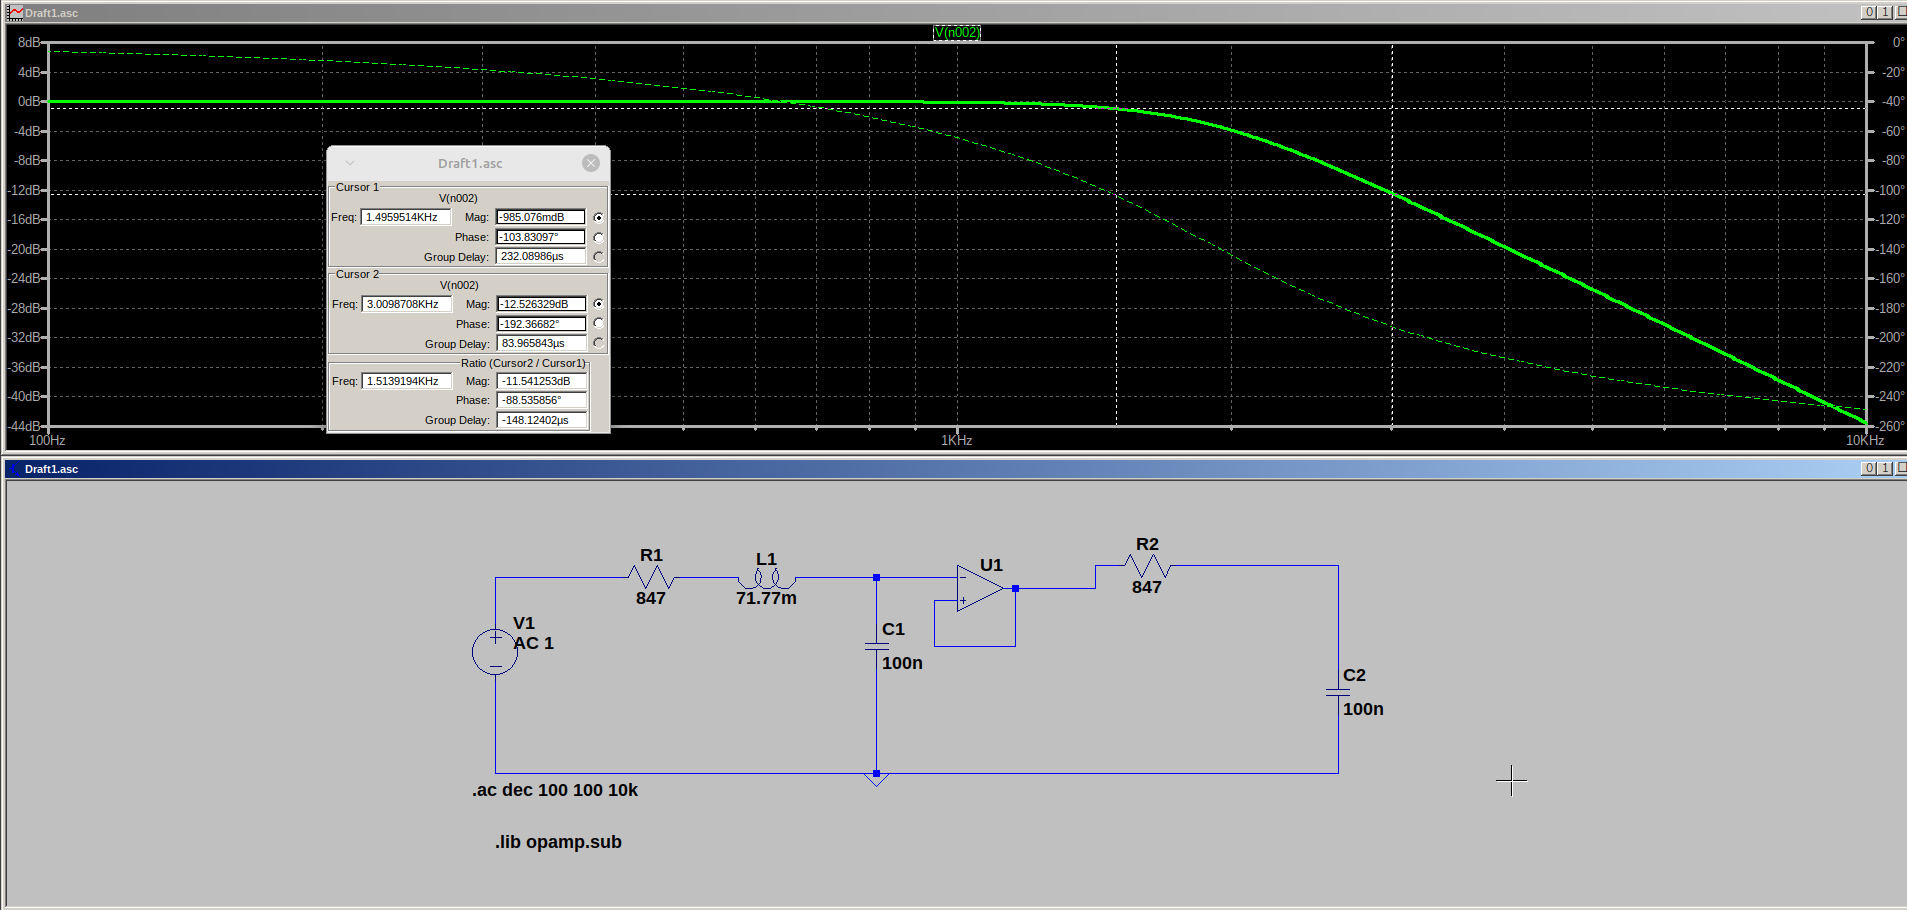 Draft1.asc
V(n002)
8dB
4dB
0dB
-4dB
-8dB
-12dB
-16dB
-20dB
-24dB
-28dB
-32dB
-36dB
-40dB
-44dB
0°
-20°
-40°
-60°
-80°
-100°
-120°
-140°
-160°
-180°
-200°
-220°
-240°
-260°
100Hz
1KHz
10KHz
Draft1.asc
Cursor 1
V(n002)
Freq: 1.4959514KHz Mag: -985.076mdB
Phase: -103.83097°
Group Delay: 232.08986µs
Cursor 2
V(n002)
Freq: 3.0098708KHz Mag: -12.526329dB
Phase: -192.36682°
Group Delay: 83.965843µs
Ratio (Cursor2 / Cursor1)
Freq: 1.5139194KHz Mag: -11.541253dB
Phase: -88.535856°
Group Delay: -148.12402µs
Draft1.asc
R1
847
L1
71.77m
U1
R2
847
V1
AC 1
C1
100n
C2
100n
.ac dec 100 100 10k
.lib opamp.sub